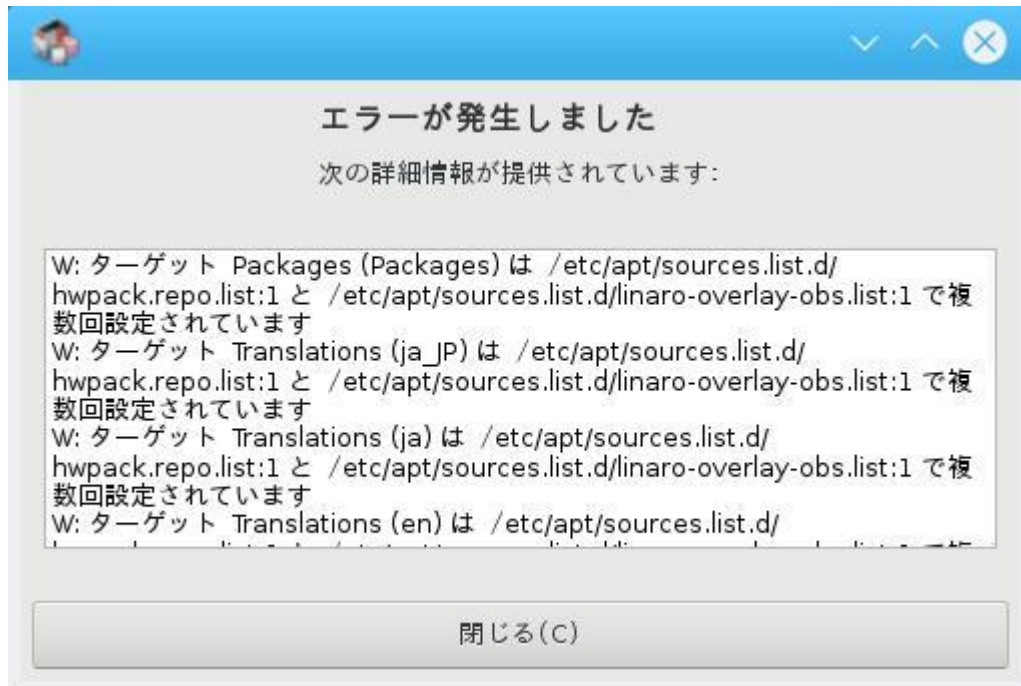 エラーが発生しました
次の詳細情報が提供されています:
W: ターゲット Packages (Packages) は /etc/apt/sources.list.d/
hwpack.repo.list:1 と /etc/apt/sources.list.d/linaro-overlay-obs.list:1 で複
数回設定されています
W: ターゲット Translations (ja_JP) は /etc/apt/sources.list.d/
hwpack.repo.list:1 と /etc/apt/sources.list.d/linaro-overlay-obs.list:1 で複
数回設定されています
W: ターゲット Translations (ja) は /etc/apt/sources.list.d/
hwpack.repo.list:1 と /etc/apt/sources.list.d/linaro-overlay-obs.list:1 で複
数回設定されています
W: ターゲット Translations (en) は /etc/apt/sources.list.d/
閉じる(C)